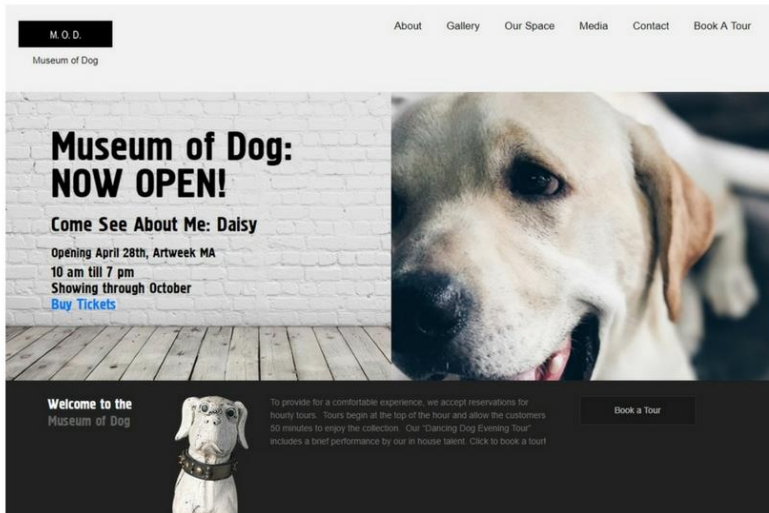 M. O. D.
Museum of Dog
About Gallery Our Space Media Contact Book A Tour
Museum of Dog:
NOW OPEN!
Come See About Me: Daisy
Opening April 28th, Artweek MA
10 am till 7 pm
Showing through October
Buy Tickets
Welcome to the
Museum of Dog
To provide for a comfortable experience, we accept reservations for
hourly tours. Tours begin at the top of the hour and allow the customers
50 minutes to enjoy the collection. Our "Dancing Dog Evening Tour"
includes a brief performance by our in house talent. Click to book a tour!
Book a Tour